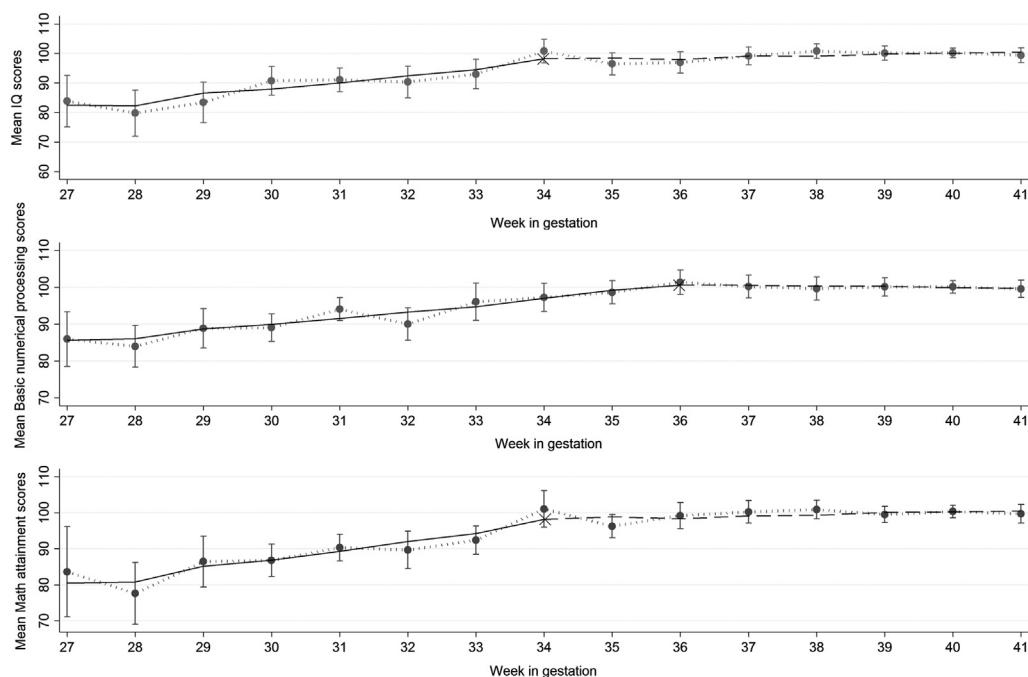 Mean IQ scores
110
100
90
80
70
60
27 28 29 30 31 32 33 34 35 36 37 38 39 40 41
Week in gestation
Mean Basic numerical processing scores
110
100
90
80
70
27 28 29 30 31 32 33 34 35 36 37 38 39 40 41
Week in gestation
Mean Math attainment scores
110
100
90
80
70
27 28 29 30 31 32 33 34 35 36 37 38 39 40 41
Week in gestation